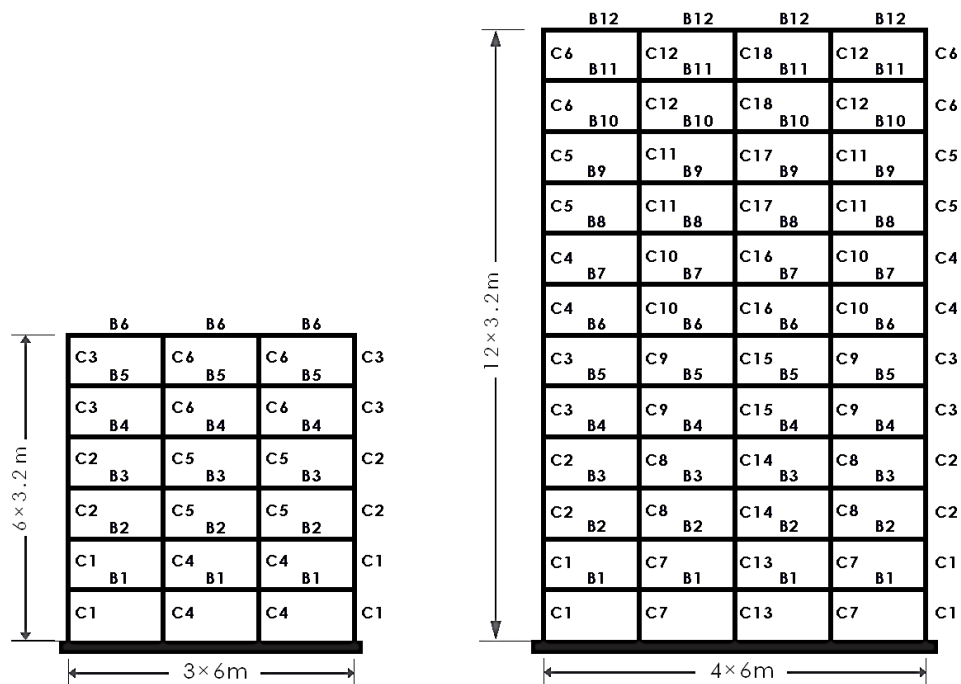 B12 B12 B12 B12
C6 C12 C18 C12 C6
B11 B11 B11 B11
C6 C12 C18 C12 C6
B10 B10 B10 B10
C5 C11 C17 C11 C5
B9 B9 B9 B9
C5 C11 C17 C11 C5
B8 B8 B8 B8
C4 C10 C16 C10 C4
B7 B7 B7 B7
C4 C10 C16 C10 C4
B6 B6 B6 B6
C3 C9 C15 C9 C3
B5 B5 B5 B5
C3 C9 C15 C9 C3
B4 B4 B4 B4
C2 C8 C14 C8 C2
B3 B3 B3 B3
C2 C8 C14 C8 C2
B2 B2 B2 B2
C1 C7 C13 C7 C1
B1 B1 B1 B1
C1 C7 C13 C7 C1
12×3.2m
4×6m
B6 B6 B6
C3 C6 C6 C3
B5 B5 B5
C3 C6 C6 C3
B4 B4 B4
C2 C5 C5 C2
B3 B3 B3
C2 C5 C5 C2
B2 B2 B2
C1 C4 C4 C1
B1 B1 B1
C1 C4 C4 C1
6×3.2m
3×6m